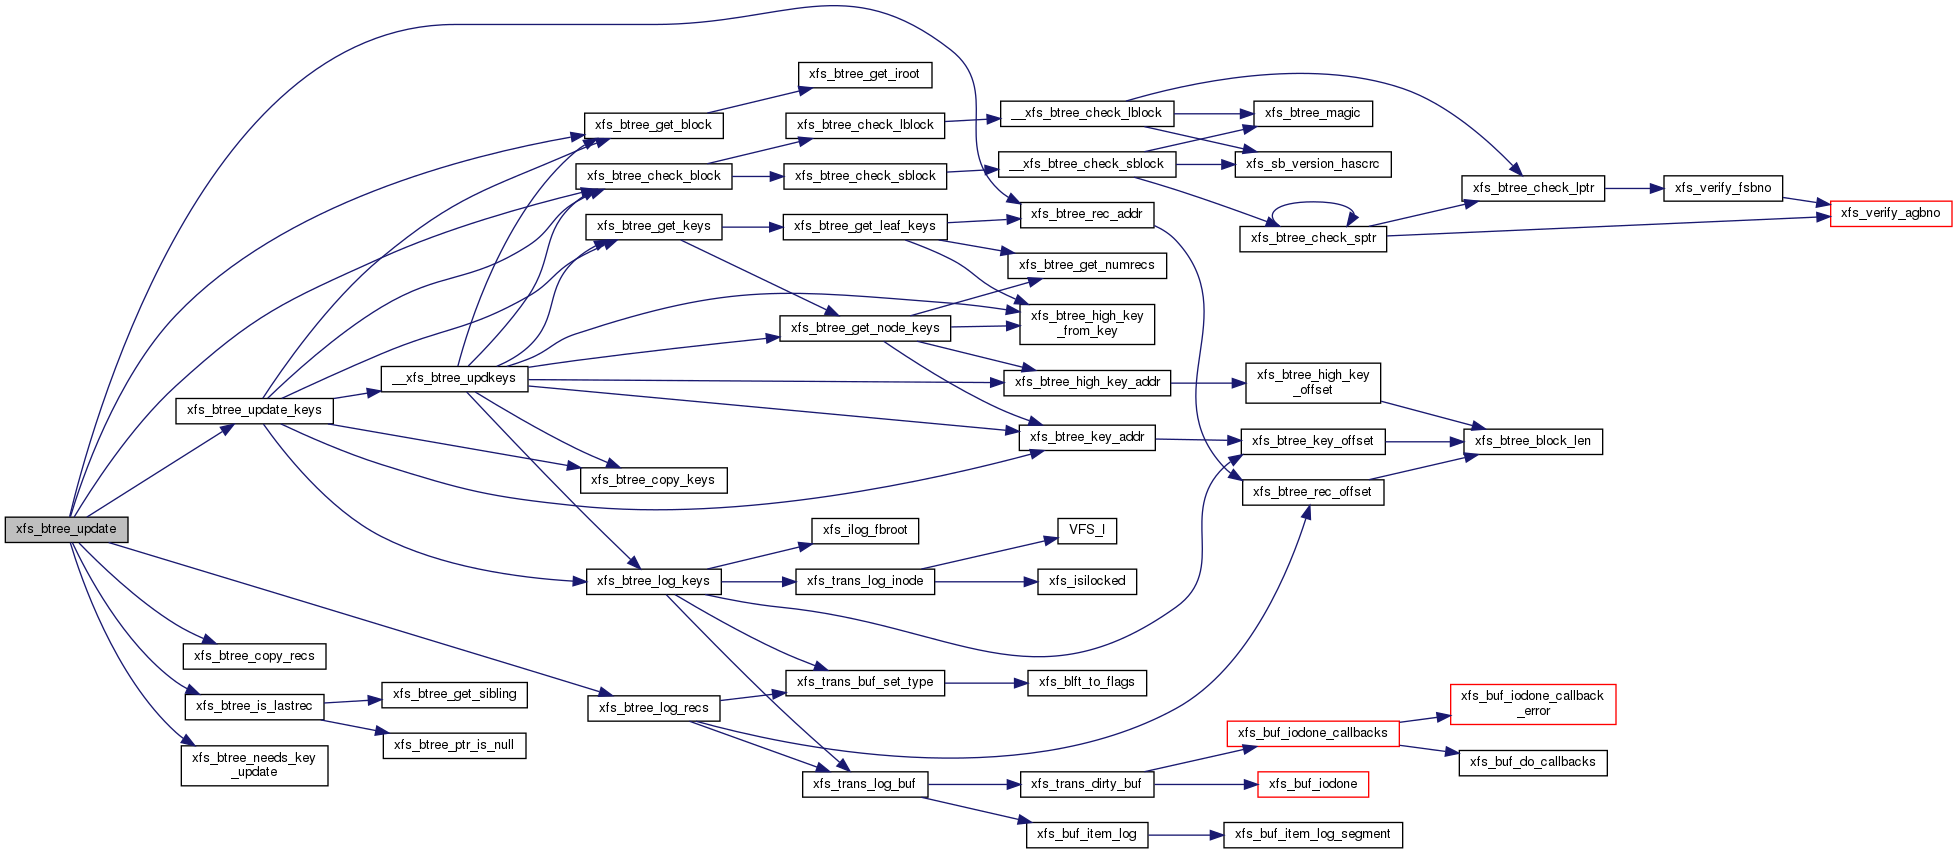 xfs_btree_get_iroot
xfs_btree_get_block
xfs_btree_check_lblock
__xfs_btree_check_lblock
xfs_btree_magic
xfs_btree_check_block
xfs_btree_check_sblock
__xfs_btree_check_sblock
xfs_sb_version_hascrc
xfs_btree_check_lptr
xfs_verify_fsbno
xfs_verify_agbno
xfs_btree_get_keys
xfs_btree_get_leaf_keys
xfs_btree_rec_addr
xfs_btree_check_sptr
xfs_btree_get_numrecs
xfs_btree_get_node_keys
xfs_btree_high_key
_from_key
__xfs_btree_updkeys
xfs_btree_high_key_addr
xfs_btree_high_key
_offset
xfs_btree_update_keys
xfs_btree_key_addr
xfs_btree_key_offset
xfs_btree_block_len
xfs_btree_copy_keys
xfs_btree_rec_offset
xfs_btree_update
xfs_ilog_fbroot
VFS_I
xfs_btree_log_keys
xfs_trans_log_inode
xfs_isilocked
xfs_btree_copy_recs
xfs_btree_is_lastrec
xfs_btree_get_sibling
xfs_btree_log_recs
xfs_trans_buf_set_type
xfs_blft_to_flags
xfs_btree_ptr_is_null
xfs_buf_iodone_callbacks
xfs_buf_iodone_callback
_error
xfs_btree_needs_key
_update
xfs_buf_do_callbacks
xfs_trans_log_buf
xfs_trans_dirty_buf
xfs_buf_iodone
xfs_buf_item_log
xfs_buf_item_log_segment